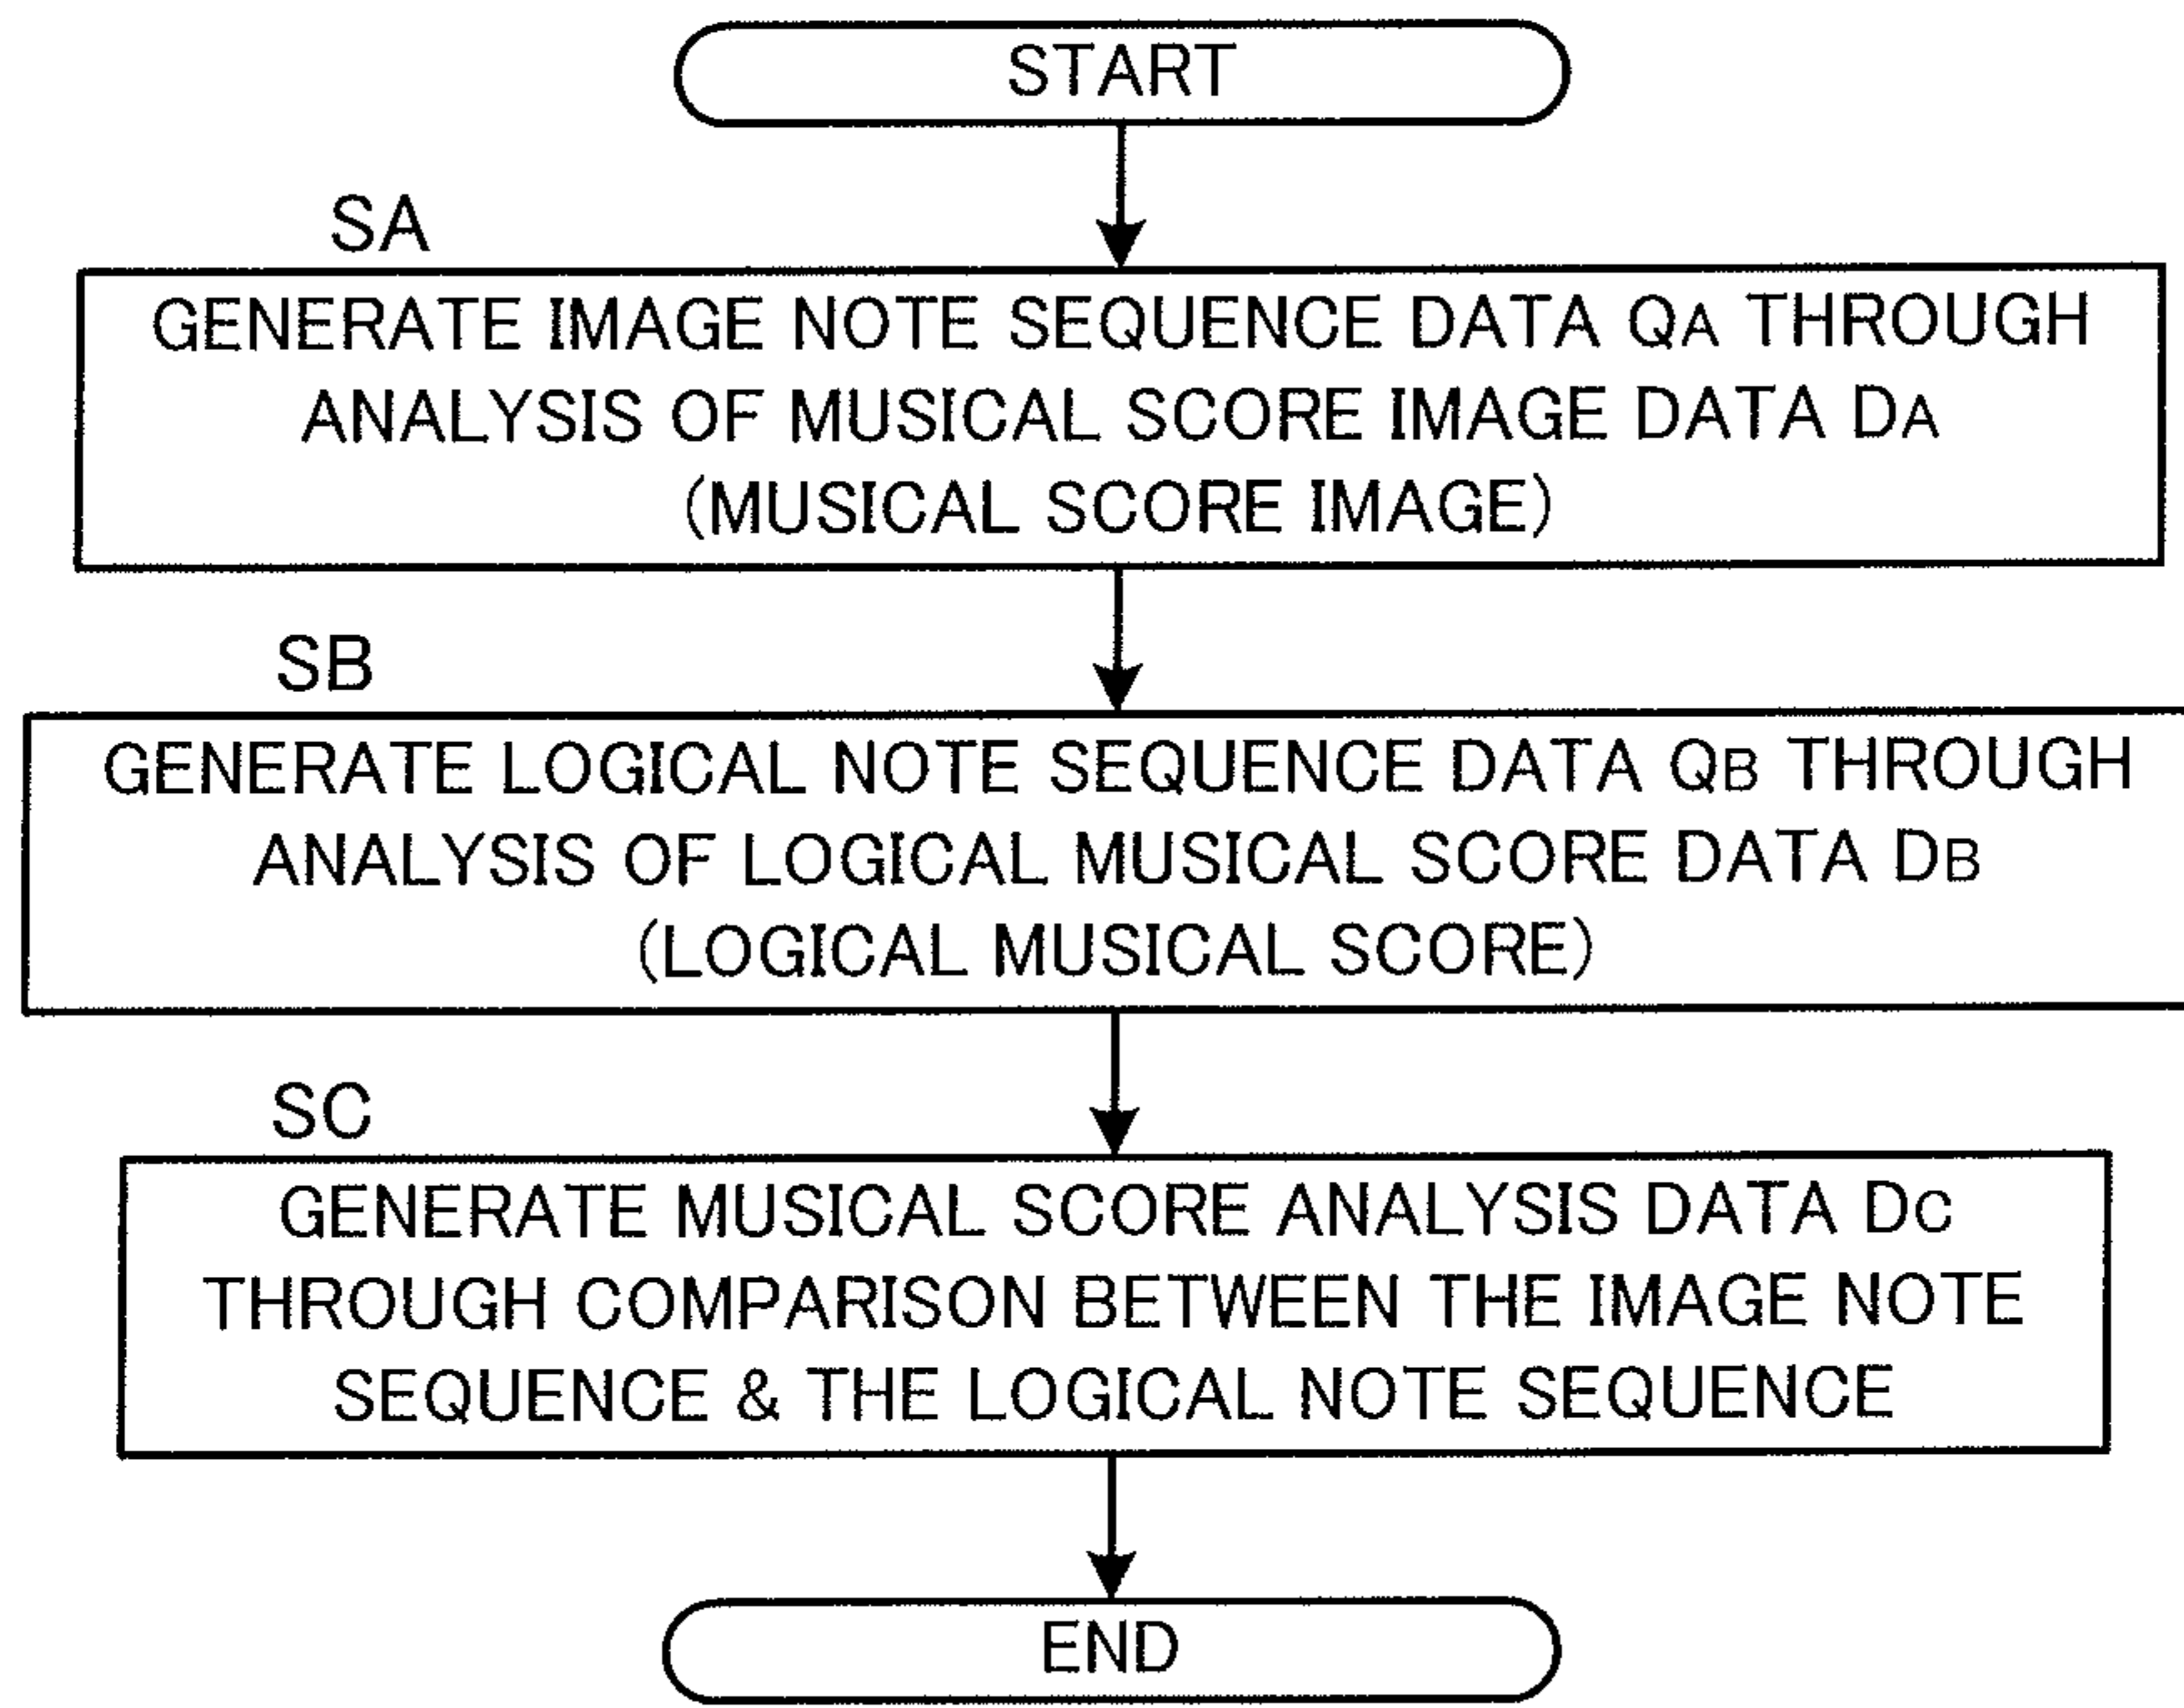 START
SA
GENERATE IMAGE NOTE SEQUENCE DATA QA THROUGH
ANALYSIS OF MUSICAL SCORE IMAGE DATA DA
(MUSICAL SCORE IMAGE)
SB
GENERATE LOGICAL NOTE SEQUENCE DATA QB THROUGH
ANALYSIS OF LOGICAL MUSICAL SCORE DATA DB
(LOGICAL MUSICAL SCORE)
SC
GENERATE MUSICAL SCORE ANALYSIS DATA DC
THROUGH COMPARISON BETWEEN THE IMAGE NOTE
SEQUENCE & THE LOGICAL NOTE SEQUENCE
END